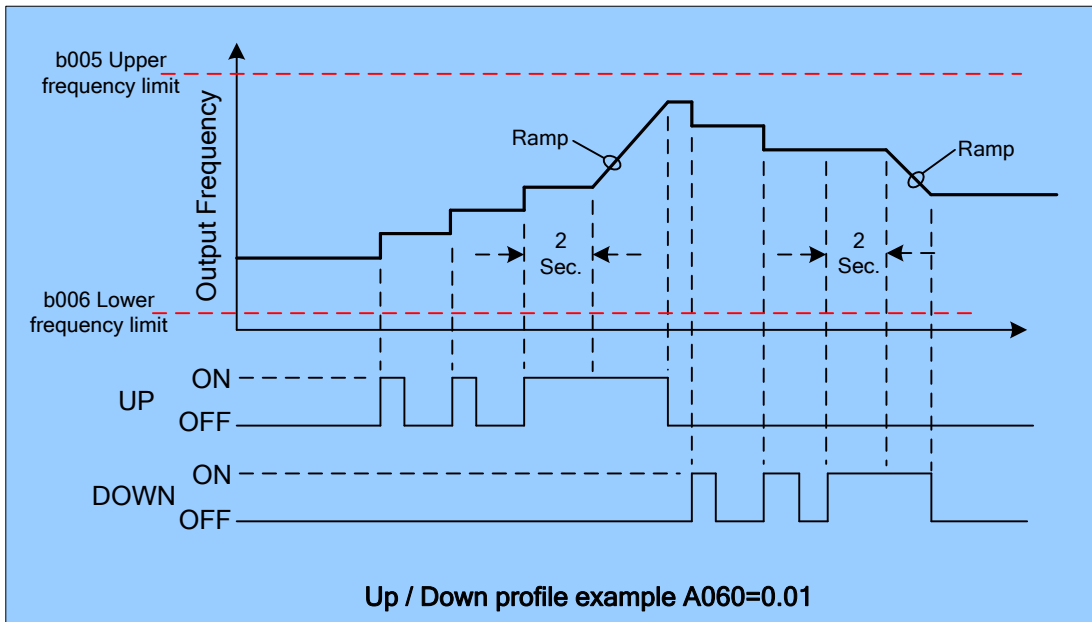 b005 Upper
frequency limit
Output Frequency
Ramp
Ramp
2
Sec.
2
Sec.
b006 Lower
frequency limit
ON
UP
OFF
ON
DOWN
OFF
Up / Down profile example A060=0.01